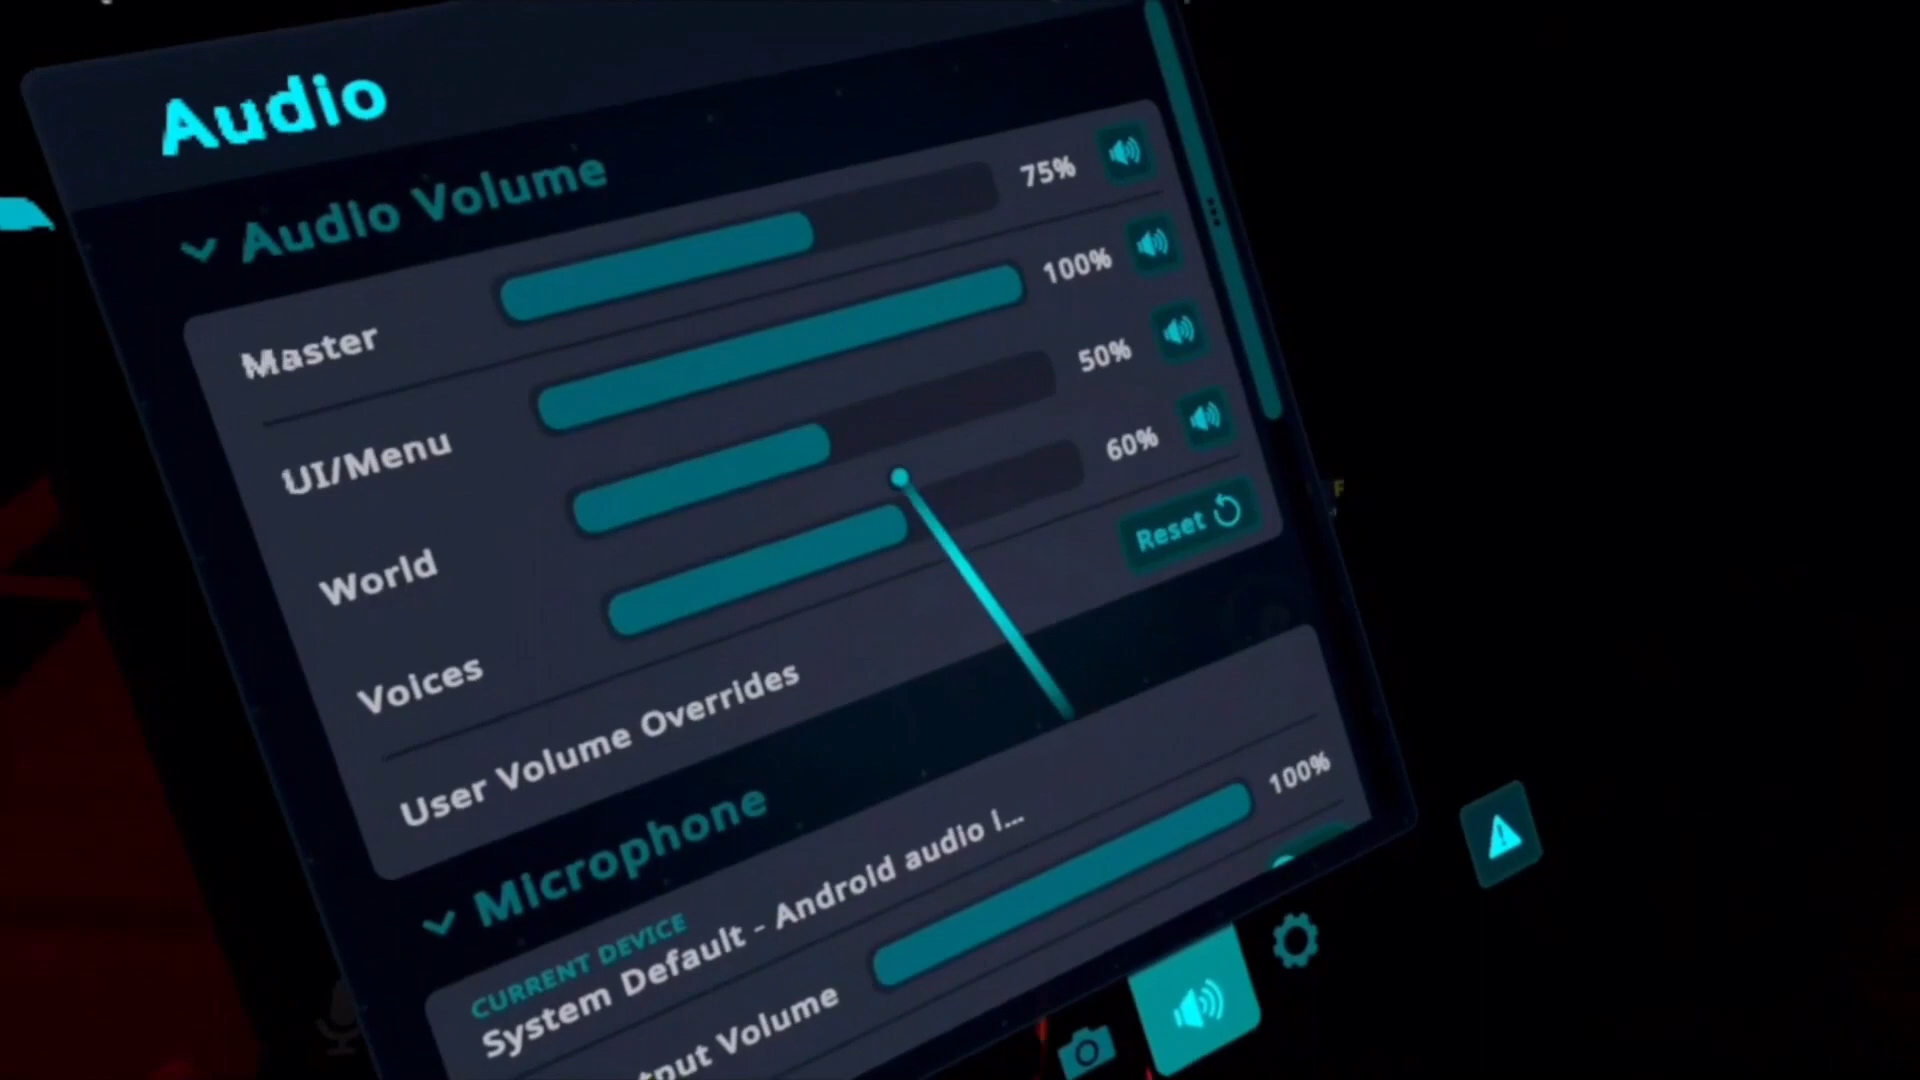 Audio
Audio Volume
Master 75%
UI/Menu 100%
World 50%
Voices 60%
User Volume Overrides Reset
Microphone
CURRENT DEVICE
System Default - Android audio i...
Volume 100%